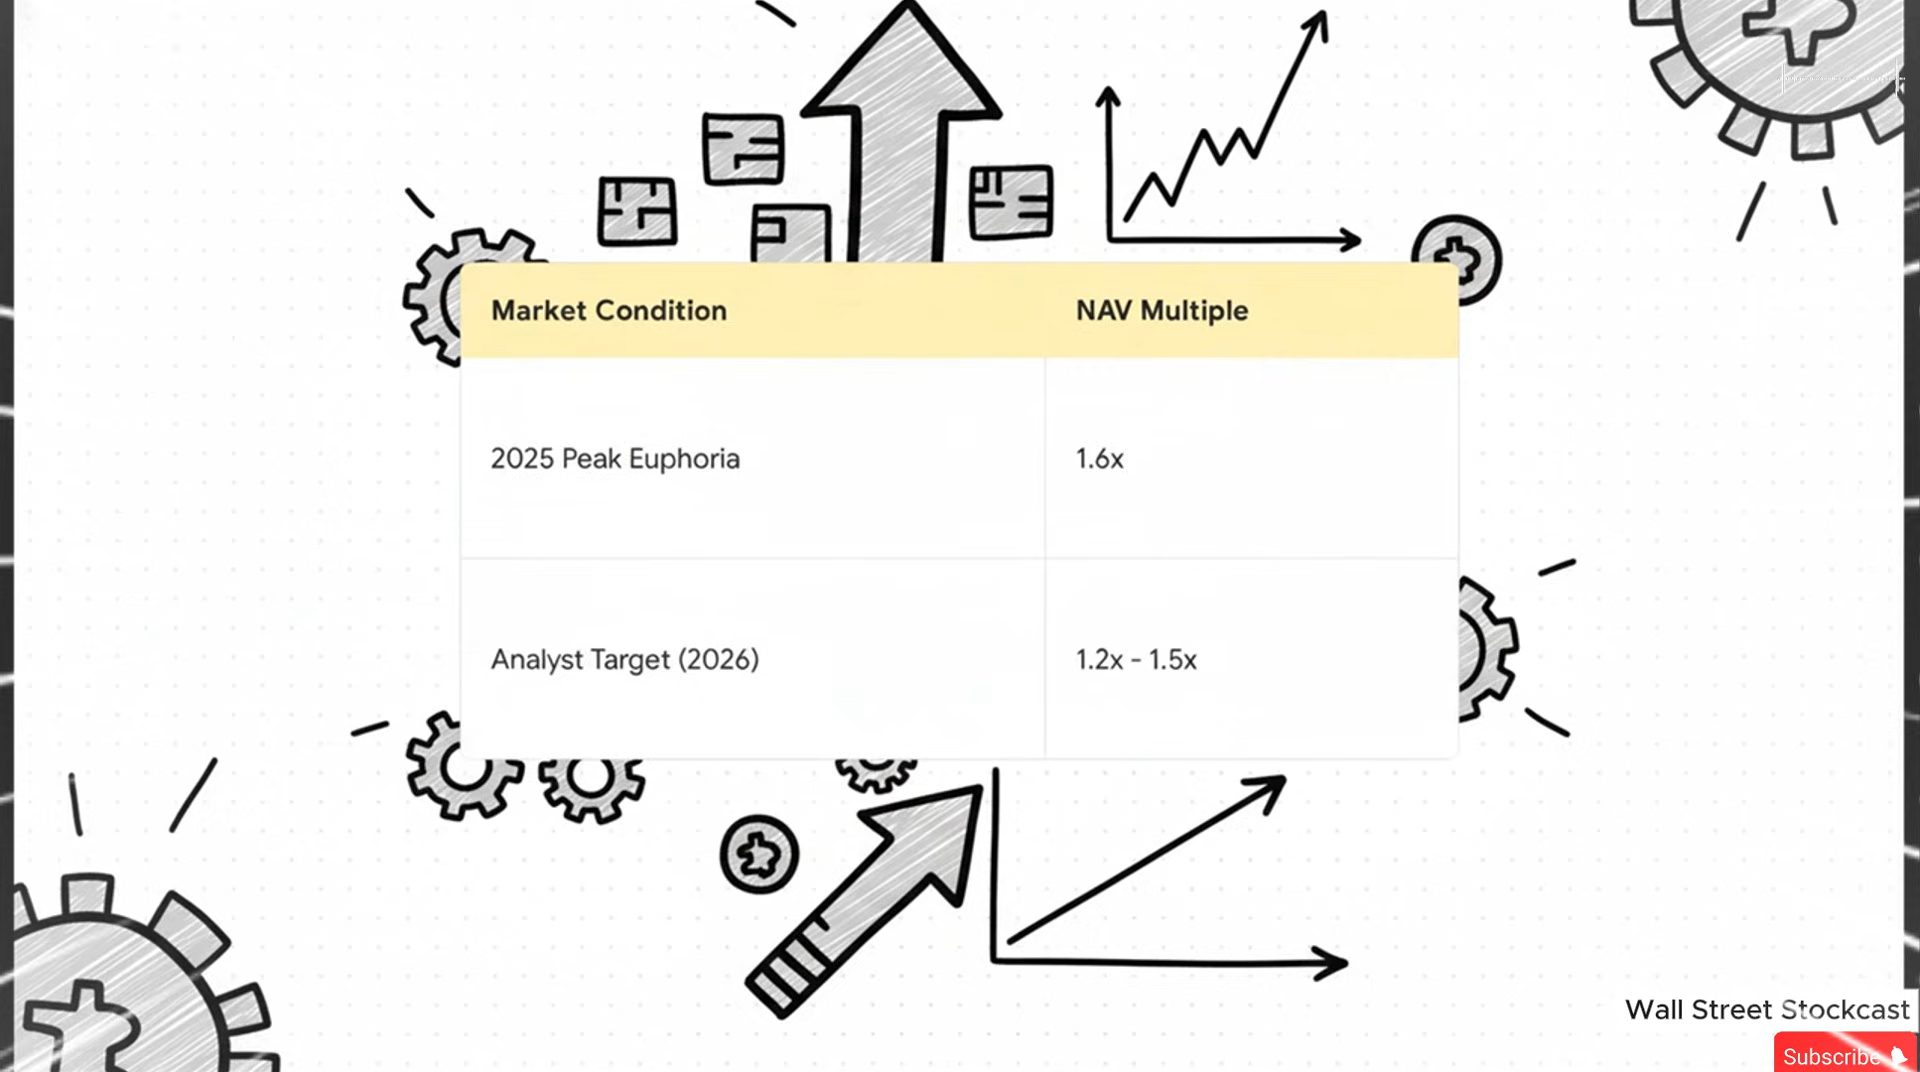 Market Condition
NAV Multiple
2025 Peak Euphoria
1.6x
Analyst Target (2026)
1.2x - 1.5x
Wall Street Stockcast
Subscribe